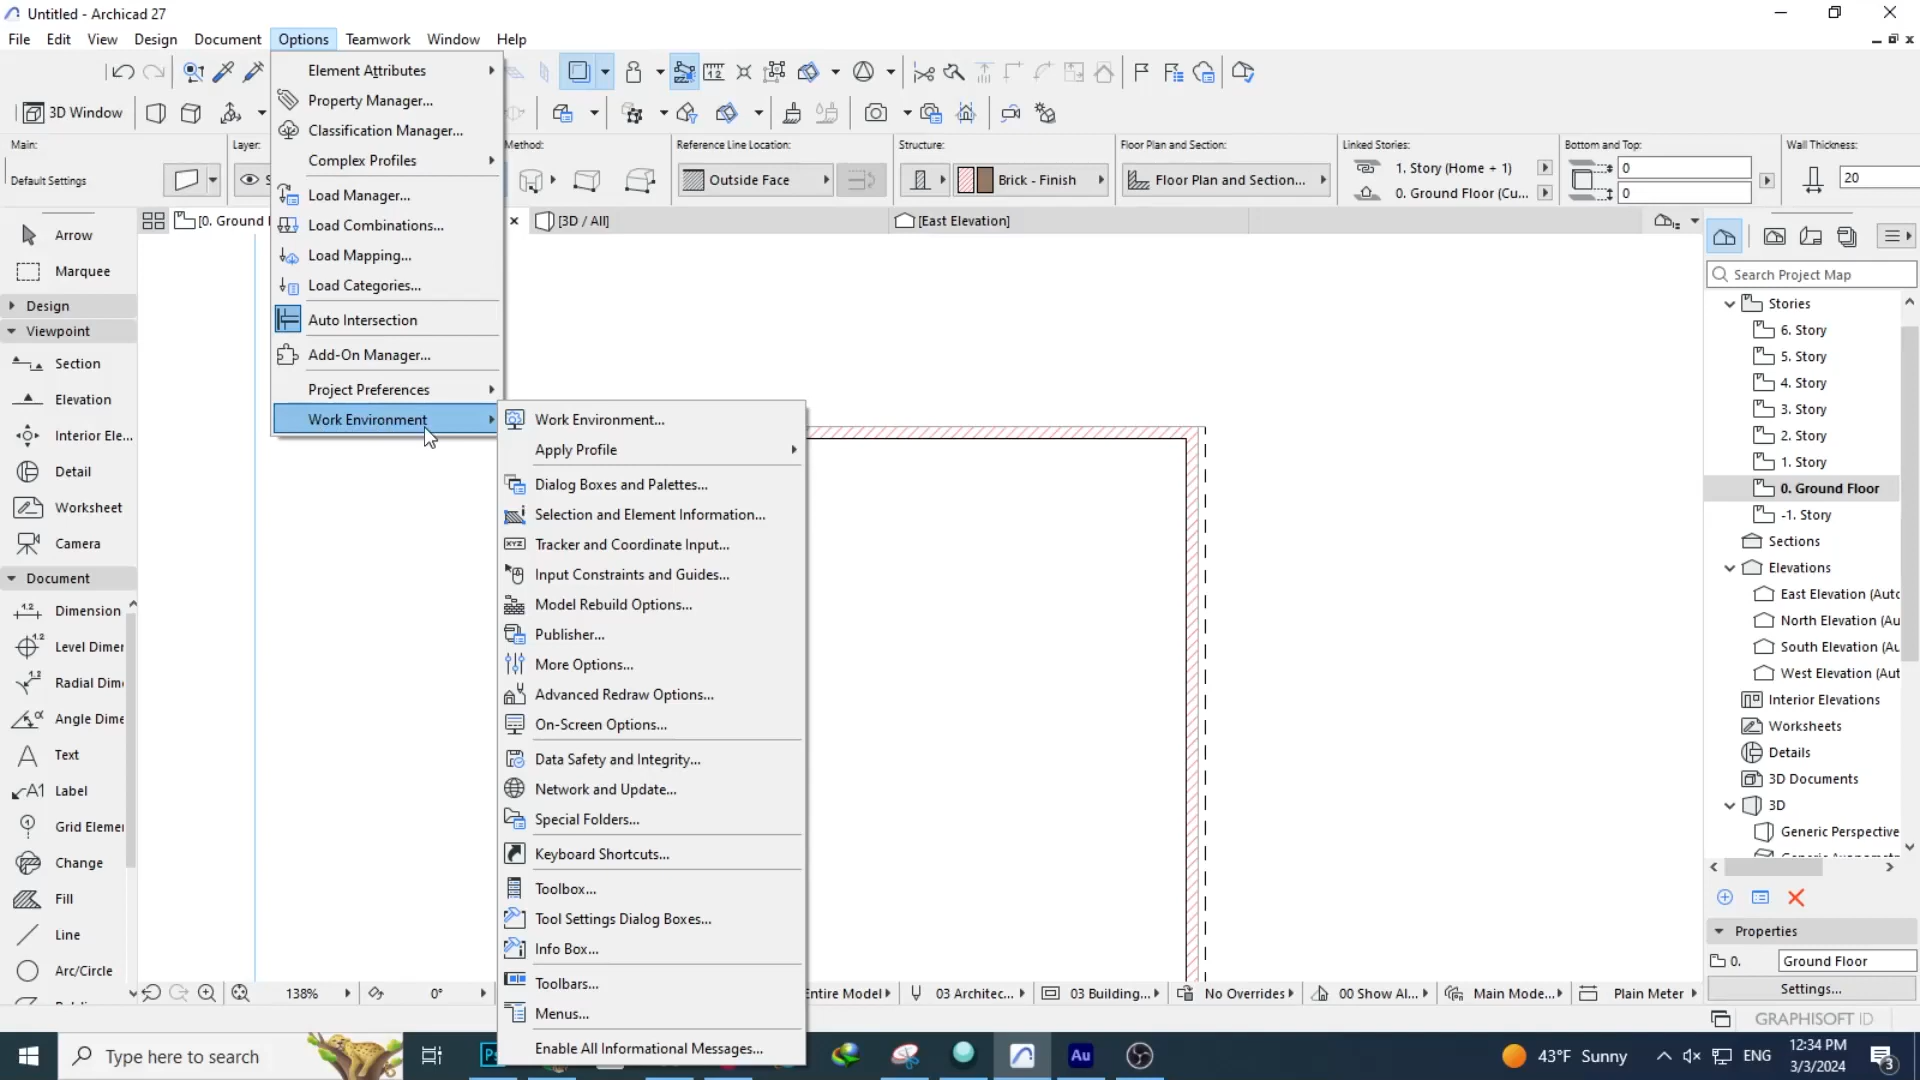 Untitled - Archicad 27
File Edit View Design Document Options Teamwork Window Help
3D Window
Main:
Default Settings
Layer:
Method:
Reference Line Location:
Outside Face
Structure:
Brick - Finish
Floor Plan and Section:
Floor Plan and Section...
Linked Stories:
1. Story (Home + 1)
0. Ground Floor (Cu...
Bottom and Top:
0
0
Wall Thickness:
20
[0. Ground
[3D / All]
[East Elevation]
Arrow
Marquee
Design
Viewpoint
Section
Elevation
Interior Ele...
Detail
Worksheet
Camera
Document
Dimension
Level Dimer
Radial Dim
Angle Dime
Text
Label
Grid Elemer
Change
Fill
Line
Arc/Circle
Element Attributes
Property Manager...
Classification Manager...
Complex Profiles
Load Manager...
Load Combinations...
Load Mapping...
Load Categories...
Auto Intersection
Add-On Manager...
Project Preferences
Work Environment
Work Environment...
Apply Profile
Dialog Boxes and Palettes...
Selection and Element Information...
Tracker and Coordinate Input...
Input Constraints and Guides...
Model Rebuild Options...
Publisher...
More Options...
Advanced Redraw Options...
On-Screen Options...
Data Safety and Integrity...
Network and Update...
Special Folders...
Keyboard Shortcuts...
Toolbox...
Tool Settings Dialog Boxes...
Info Box...
Toolbars...
Menus...
Enable All Informational Messages...
Search Project Map
Stories
6. Story
5. Story
4. Story
3. Story
2. Story
1. Story
0. Ground Floor
-1. Story
Sections
Elevations
East Elevation (Auto
North Elevation (Au
South Elevation (Au
West Elevation (Aut
Interior Elevations
Worksheets
Details
3D Documents
3D
Generic Perspective
Properties
0. Ground Floor
Settings...
138% 0° Entire Model 03 Architec... 03 Building... No Overrides 00 Show Al... Main Mode... Plain Meter
GRAPHISOFT ID
Type here to search
43°F Sunny
ENG
12:34 PM
3/3/2024
3